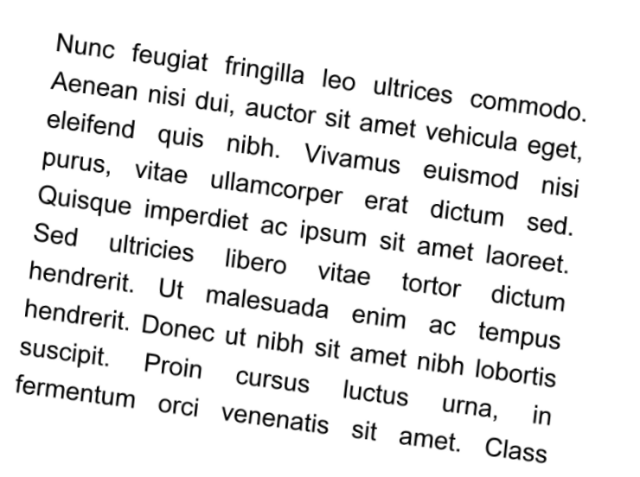 Nunc feugiat fringilla leo ultrices commodo.
Aenean nisi dui, auctor sit amet vehicula eget,
eleifend quis nibh. Vivamus euismod nisi
purus, vitae ullamcorper erat dictum sed.
Quisque imperdiet ac ipsum sit amet laoreet.
Sed ultricies libero vitae tortor dictum
hendrerit. Ut malesuada enim ac tempus
hendrerit. Donec ut nibh sit amet nibh lobortis
suscipit. Proin cursus luctus urna, in
fermentum orci venenatis sit amet. Class